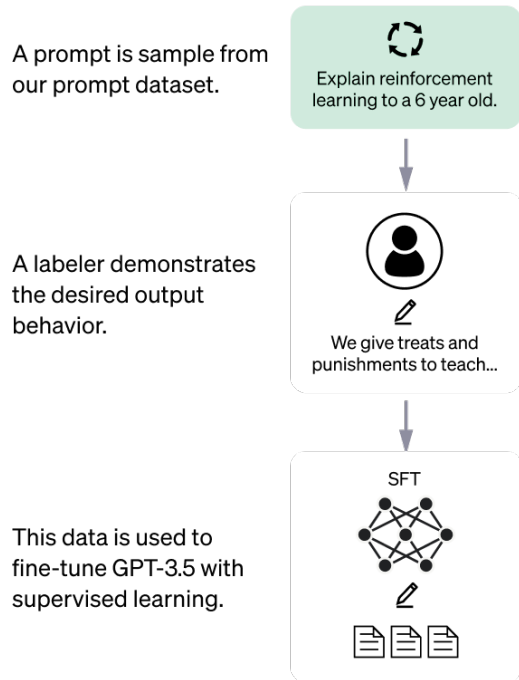 A prompt is sample from
our prompt dataset.
Explain reinforcement
learning to a 6 year old.
A labeler demonstrates
the desired output
behavior.
We give treats and
punishments to teach...
SFT
This data is used to
fine-tune GPT-3.5 with
supervised learning.